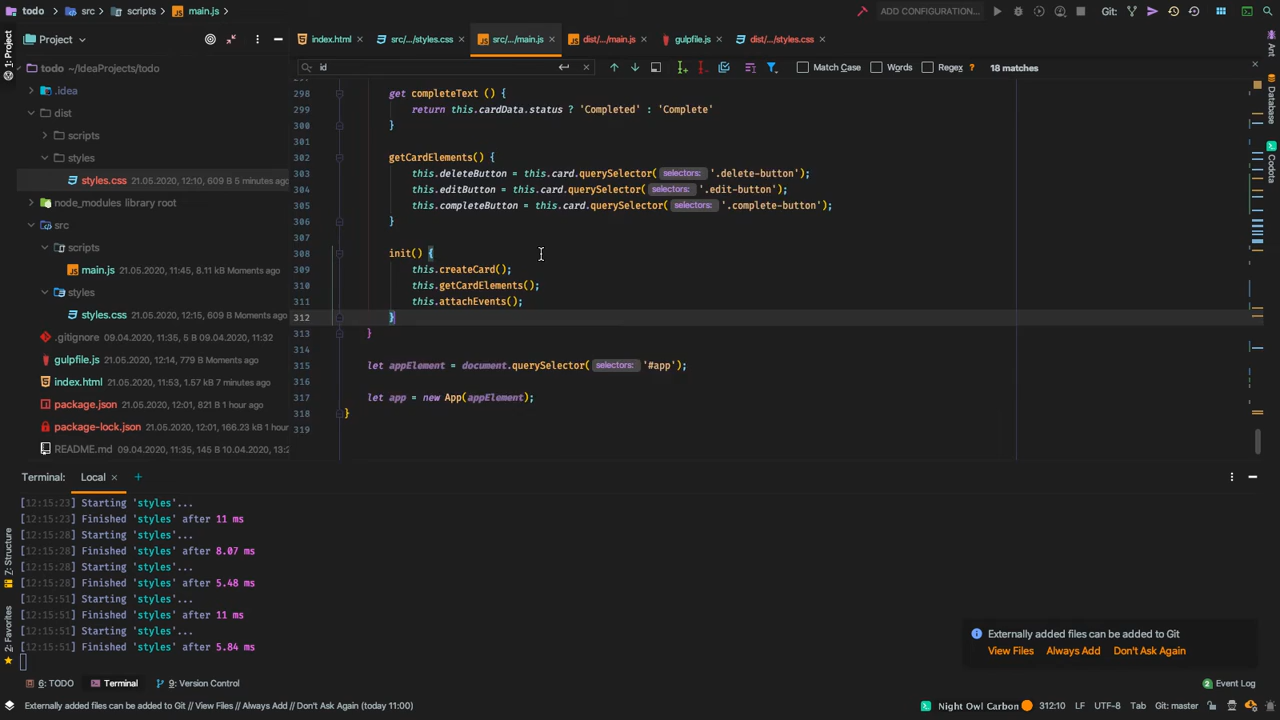 todo src scripts main.js ADD CONFIGURATION... Git:
Project index.html src/.../styles.css src/.../main.js dist/.../main.js gulpfile.js dist/.../styles.css
id Match Case Words Regex ? 18 matches
todo ~/IdeaProjects/todo
.idea
dist
scripts
styles
styles.css 21.05.2020, 12:10, 609 B 5 minutes ago
node_modules library root
src
scripts
main.js 21.05.2020, 11:45, 8.11 kB Moments ago
styles
styles.css 21.05.2020, 12:15, 609 B Moments ago
.gitignore 09.04.2020, 11:35, 5 B 09.04.2020, 11:38
gulpfile.js 21.05.2020, 12:14, 779 B Moments ago
index.html 21.05.2020, 11:53, 1.57 kB 7 minutes ago
package.json 21.05.2020, 12:01, 821 B 1 hour ago
package-lock.json 21.05.2020, 12:01, 166.23 kB 1 hour
README.md 09.04.2020, 11:35, 145 B 10.04.2020, 13:2
298 get completeText () {
299 return this.cardData.status ? 'Completed' : 'Complete'
300 }
301
302 getCardElements() {
303 this.deleteButton = this.card.querySelector( selectors: '.delete-button');
304 this.editButton = this.card.querySelector( selectors: '.edit-button');
305 this.completeButton = this.card.querySelector( selectors: '.complete-button');
306 }
307
308 init() {
309 this.createCard();
310 this.getCardElements();
311 this.attachEvents();
312 }
313 }
314
315 let appElement = document.querySelector( selectors: '#app');
316
317 let app = new App(appElement);
318 }
319
1: Project
Z: Structure
2: Favorites
Ant
Database
Codota
Terminal: Local +
[12:15:23] Starting 'styles'...
[12:15:23] Finished 'styles' after 11 ms
[12:15:28] Starting 'styles'...
[12:15:28] Finished 'styles' after 8.07 ms
[12:15:28] Starting 'styles'...
[12:15:28] Finished 'styles' after 5.48 ms
[12:15:51] Starting 'styles'...
[12:15:51] Finished 'styles' after 11 ms
[12:15:51] Starting 'styles'...
[12:15:51] Finished 'styles' after 5.84 ms
Externally added files can be added to Git
View Files Always Add Don't Ask Again
6: TODO Terminal 9: Version Control 2 Event Log
Externally added files can be added to Git // View Files // Always Add // Don't Ask Again (today 11:00) Night Owl Carbon 312:10 LF UTF-8 Tab Git: master